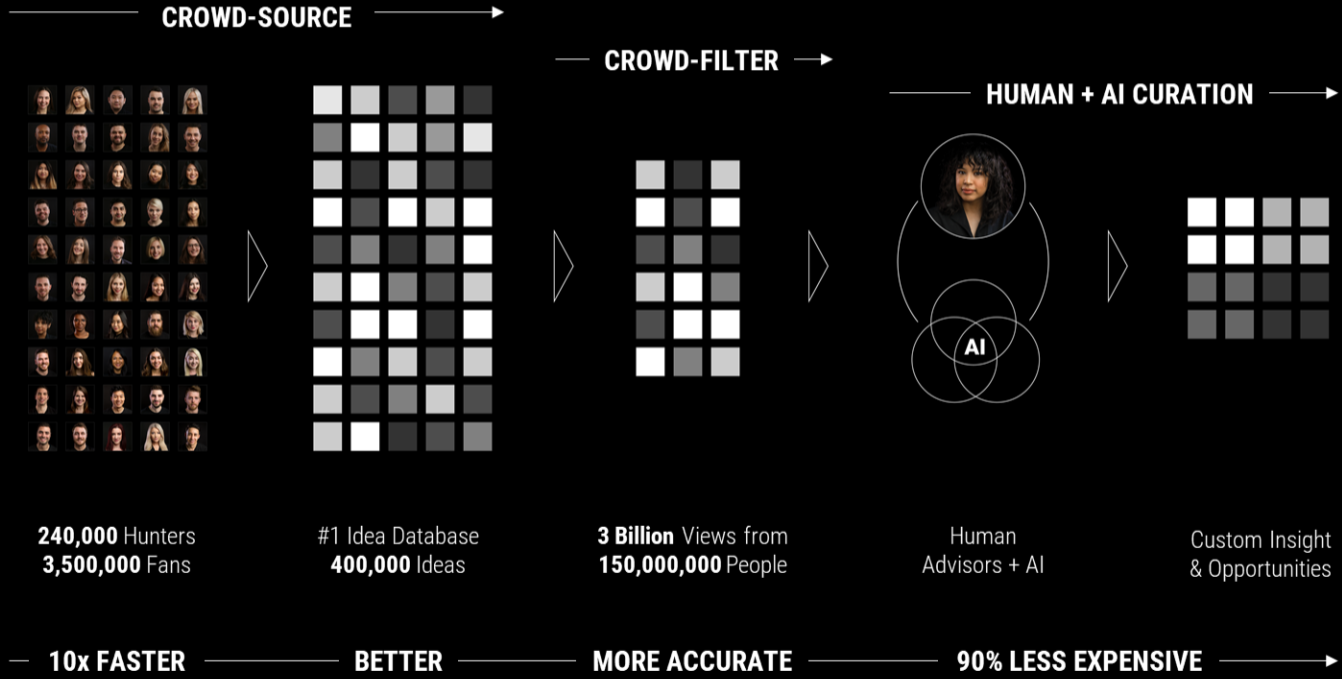 CROWD-SOURCE
CROWD-FILTER
HUMAN + AI CURATION
AI
240,000 Hunters
3,500,000 Fans
#1 Idea Database
400,000 Ideas
3 Billion Views from
150,000,000 People
Human
Advisors + AI
Custom Insight
& Opportunities
10x FASTER
BETTER
MORE ACCURATE
90% LESS EXPENSIVE